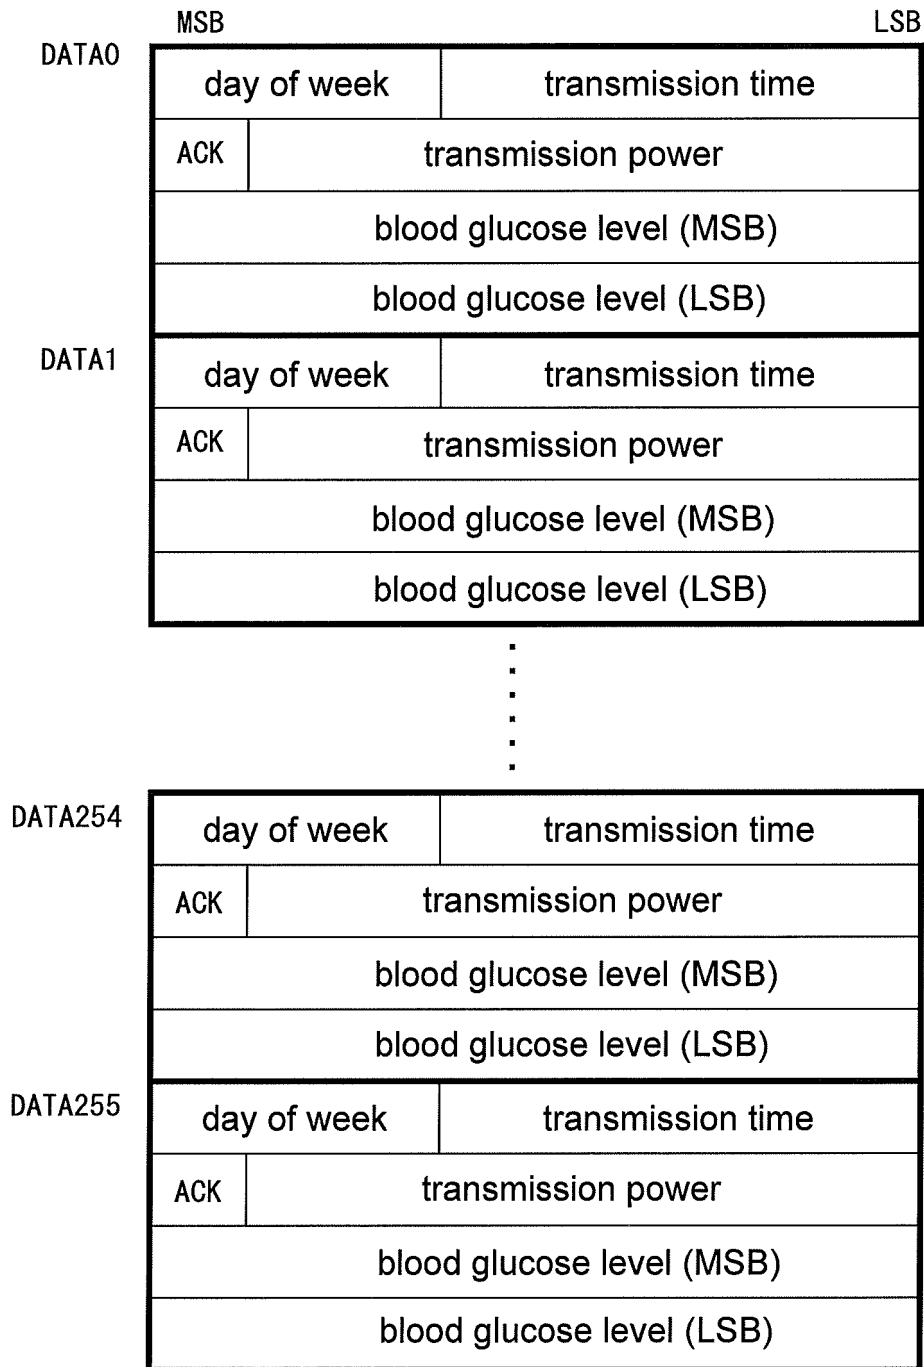 MSB LSB
DATA0
day of week transmission time
ACK transmission power
blood glucose level (MSB)
blood glucose level (LSB)
DATA1
day of week transmission time
ACK transmission power
blood glucose level (MSB)
blood glucose level (LSB)
DATA254
day of week transmission time
ACK transmission power
blood glucose level (MSB)
blood glucose level (LSB)
DATA255
day of week transmission time
ACK transmission power
blood glucose level (MSB)
blood glucose level (LSB)